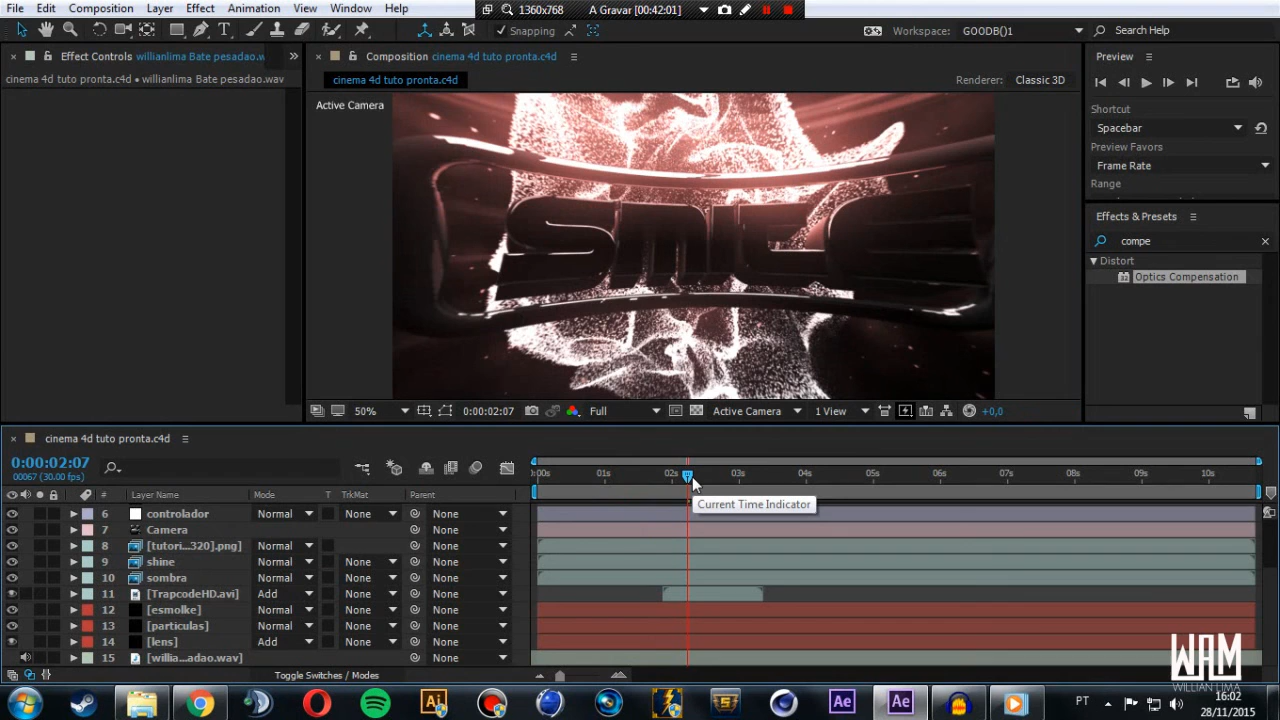 File Edit Composition Layer Effect Animation View Window Help
1360x768 A Gravar [00:42:01]
Snapping Workspace: GOODB()1 Search Help
Effect Controls willianlima Bate pesadao.w
cinema 4d tuto pronta.c4d • willianlima Bate pesadao.wav
Composition cinema 4d tuto pronta.c4d
cinema 4d tuto pronta.c4d Renderer: Classic 3D
Active Camera
SMCE
50% 0:00:02:07 Full Active Camera 1 View +0,0
Preview
Shortcut
Spacebar
Preview Favors
Frame Rate
Range
Effects & Presets
compe
Distort
32 Optics Compensation
cinema 4d tuto pronta.c4d
0:00:02:07
00067 (30.00 fps)
:00s 01s 02s 03s 04s 05s 06s 07s 08s 09s 10s
Current Time Indicator
# Layer Name Mode T TrkMat Parent
6 controlador Normal None None
7 Camera None
8 [tutori...320].png] Normal None
9 shine Normal None None
10 sombra Normal None None
11 [TrapcodeHD.avi] Add None None
12 [esmolke] Normal None None
13 [particulas] Normal None None
14 [lens] Add None None
15 [willia...adao.wav] None
Toggle Switches / Modes
WAM
WILLIAN LIMA
Ai Ae Ae
PT 16:02
28/11/2015